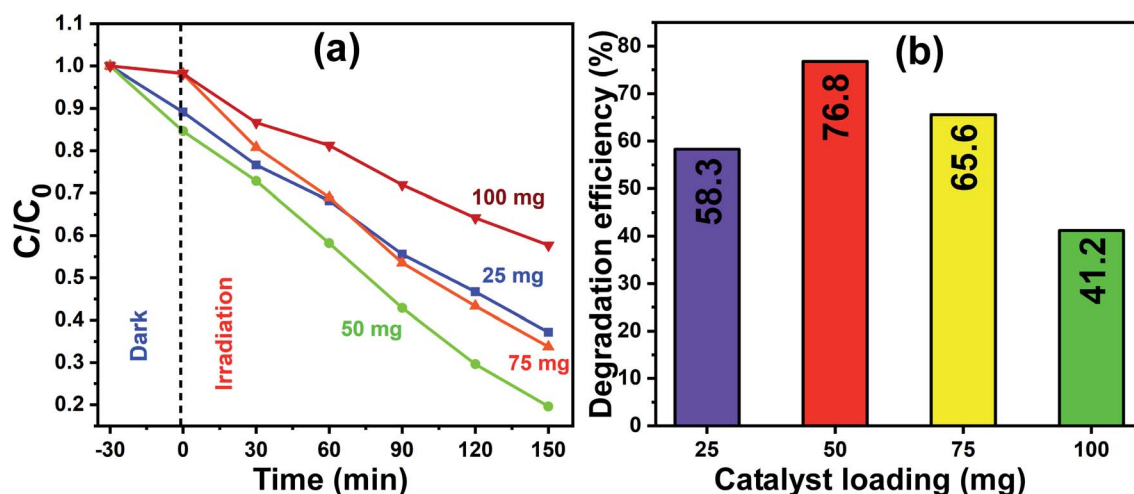 (a)
C/C0
1.1
1.0
0.9
0.8
0.7
0.6
0.5
0.4
0.3
0.2
Dark
Irradiation
100 mg
25 mg
50 mg
75 mg
-30 0 30 60 90 120 150
Time (min)
(b)
Degradation efficiency (%)
80
70
60
50
40
30
20
10
0
58.3
76.8
65.6
41.2
25 50 75 100
Catalyst loading (mg)